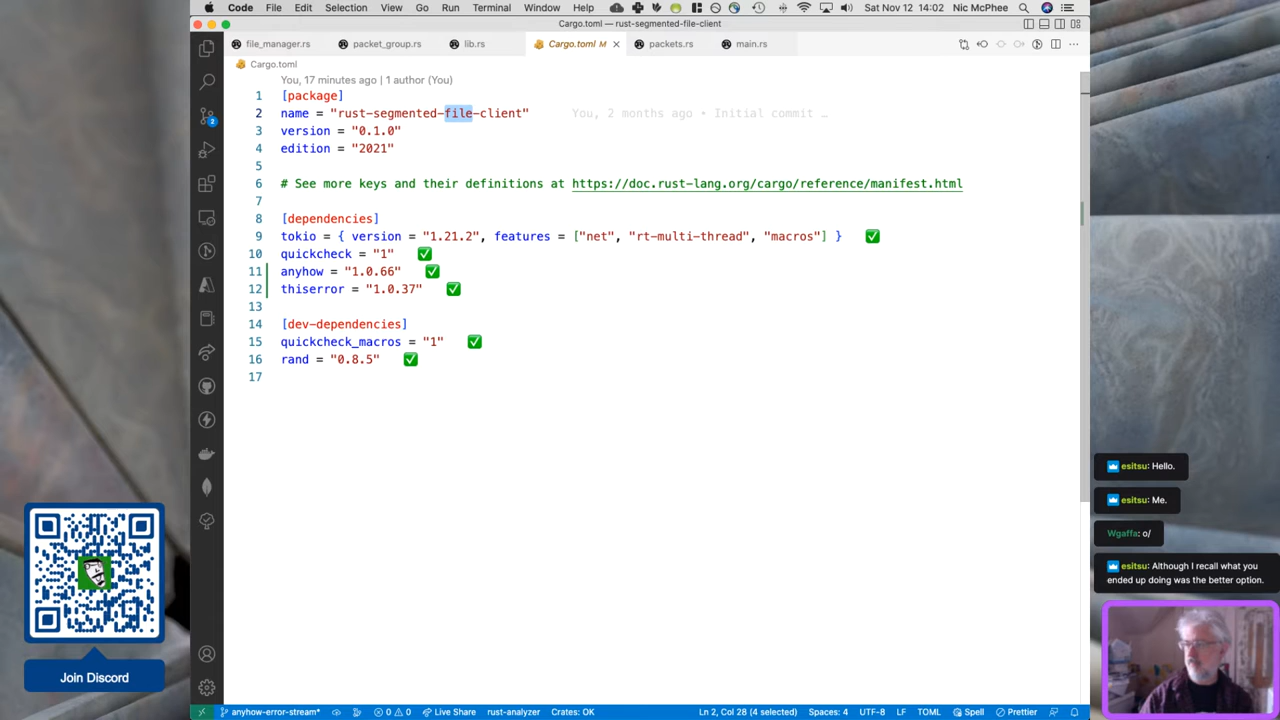 Code File Edit Selection View Go Run Terminal Window Help Sat Nov 12 14:02 Nic McPhee
Cargo.toml — rust-segmented-file-client
file_manager.rs packet_group.rs lib.rs Cargo.toml M packets.rs main.rs
Cargo.toml
You, 17 minutes ago | 1 author (You)
1 [package]
2 name = "rust-segmented-file-client" You, 2 months ago • Initial commit …
3 version = "0.1.0"
4 edition = "2021"
5
6 # See more keys and their definitions at https://doc.rust-lang.org/cargo/reference/manifest.html
7
8 [dependencies]
9 tokio = { version = "1.21.2", features = ["net", "rt-multi-thread", "macros"] } ✅
10 quickcheck = "1" ✅
11 anyhow = "1.0.66" ✅
12 thiserror = "1.0.37" ✅
13
14 [dev-dependencies]
15 quickcheck_macros = "1" ✅
16 rand = "0.8.5" ✅
17
2
esitsu: Hello.
esitsu: Me.
Wgaffa: o/
esitsu: Although I recall what you
ended up doing was the better option.
Join Discord
anyhow-error-stream* 0 0 Live Share rust-analyzer Crates: OK Ln 2, Col 28 (4 selected) Spaces: 4 UTF-8 LF TOML Spell Prettier